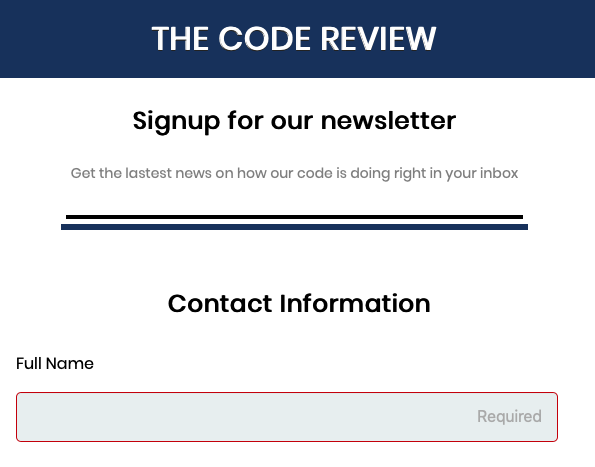 THE CODE REVIEW
Signup for our newsletter
Get the lastest news on how our code is doing right in your inbox
Contact Information
Full Name
Required